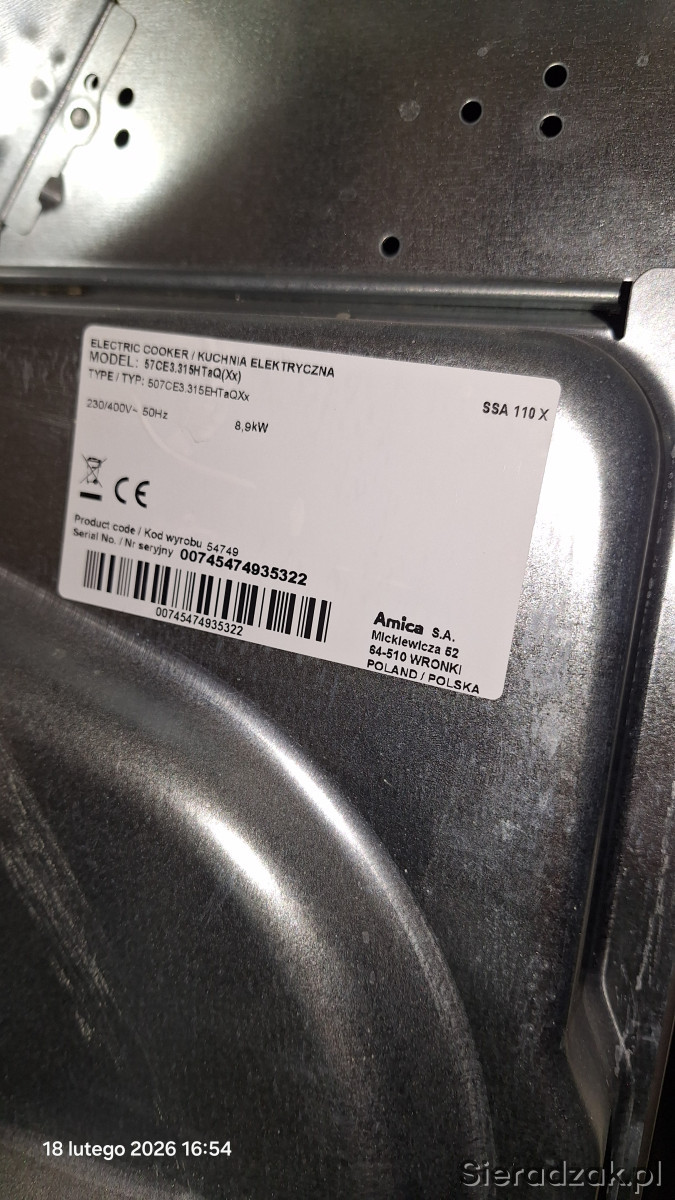 ELECTRIC COOKER / KUCHNIA ELEKTRYCZNA
MODEL: 57CE3.315HTaQ(Xx)
TYPE / TYP: 507CE3.315EHTaQXx
SSA 110 X
230/400V~ 50Hz
8,9kW
CE
Product code / Kod wyrobu 54749
Serial No. / Nr seryjny 00745474935322
00745474935322
Amica S.A.
Mickiewicza 52
64-510 WRONKI
POLAND / POLSKA
18 lutego 2026 16:54
Sieradzak.pl